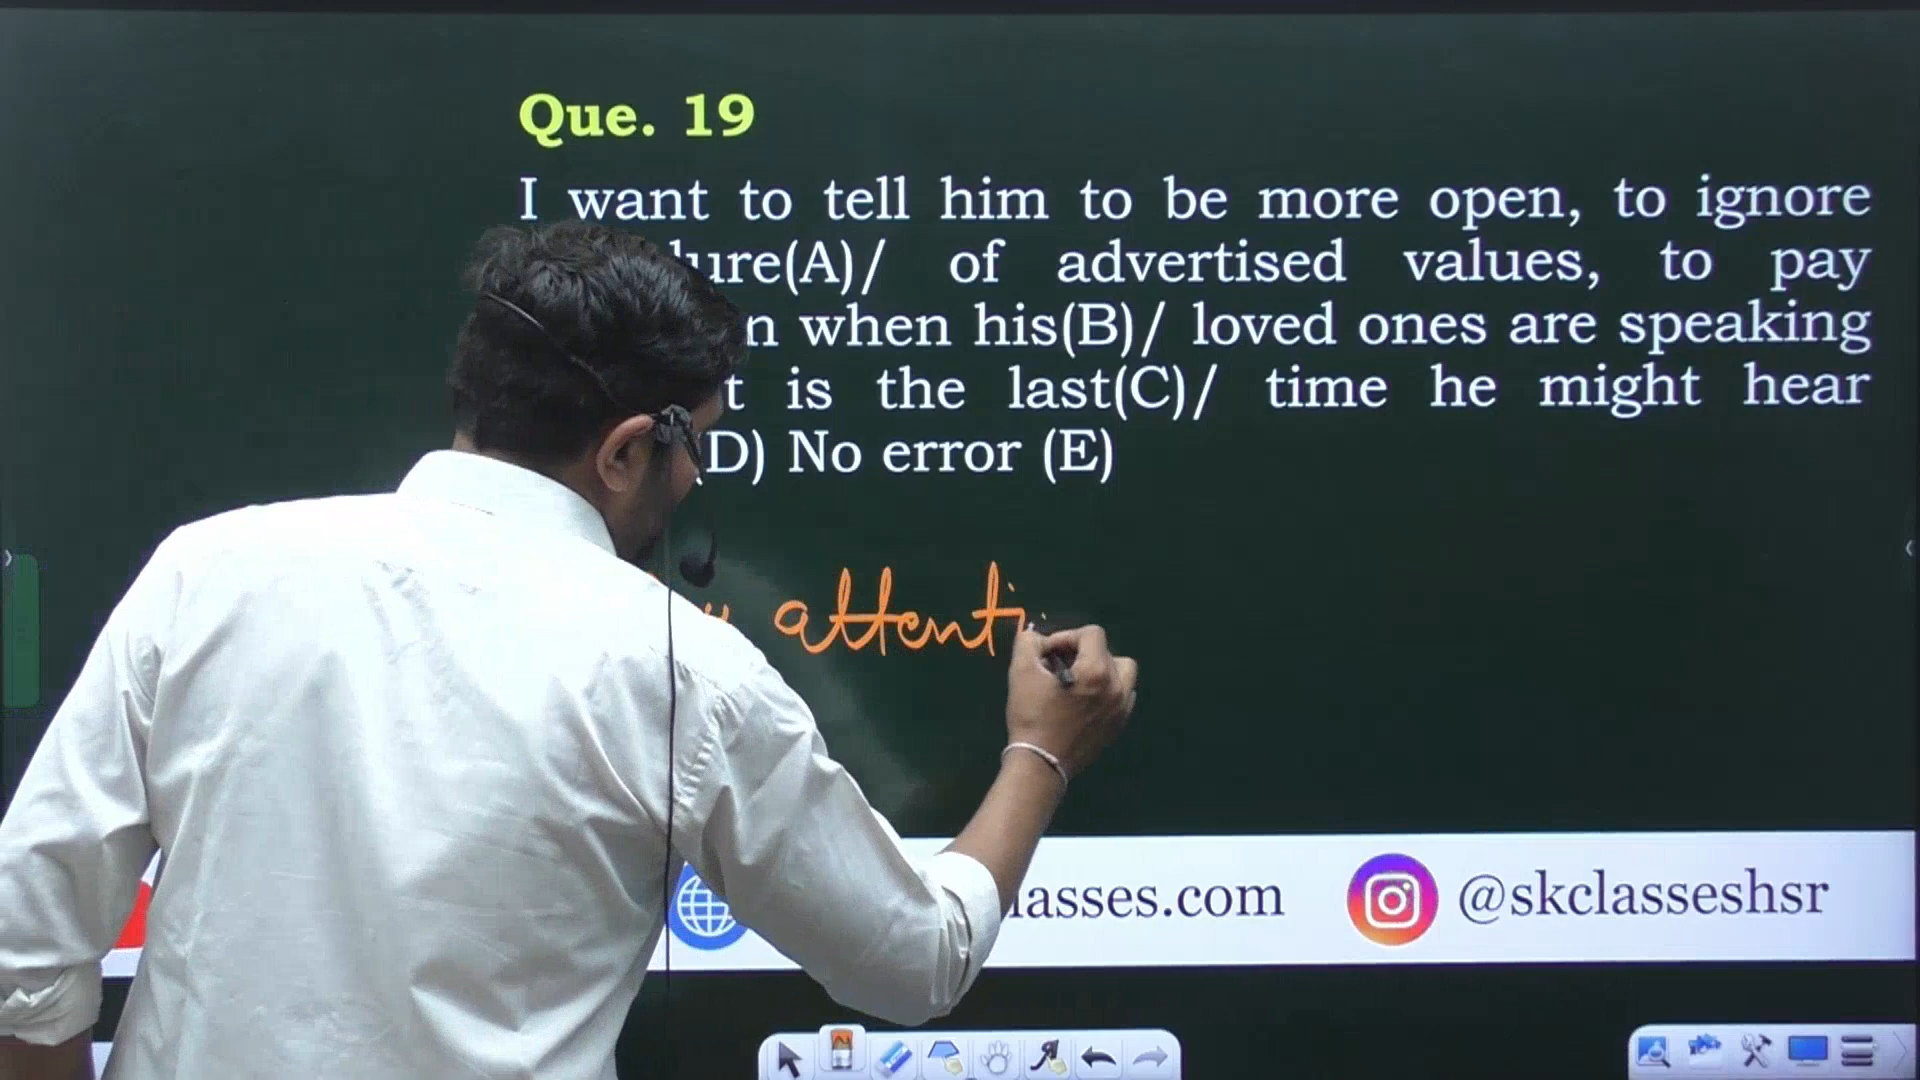 Que. 19
I want to tell him to be more open, to ignore
lure(A)/ of advertised values, to pay
n when his(B)/ loved ones are speaking
t is the last(C)/ time he might hear
(D) No error (E)
attenti
lasses.com @skclasseshsr